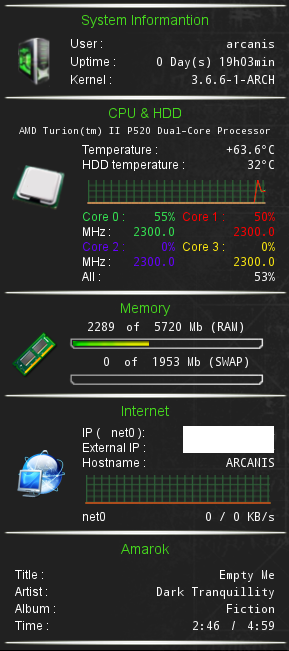 System Informantion
User : arcanis
Uptime : 0 Day(s) 19h03min
Kernel : 3.6.6-1-ARCH
CPU & HDD
AMD Turion(tm) II P520 Dual-Core Processor
Temperature : +63.6°C
HDD temperature : 32°C
Core 0 : 55% Core 1 : 50%
MHz : 2300.0 2300.0
Core 2 : 0% Core 3 : 0%
MHz : 2300.0 2300.0
All : 53%
Memory
2289 of 5720 Mb (RAM)
0 of 1953 Mb (SWAP)
Internet
IP ( net0 ):
External IP :
Hostname : ARCANIS
net0 0 / 0 KB/s
Amarok
Title : Empty Me
Artist : Dark Tranquillity
Album : Fiction
Time : 2:46 / 4:59